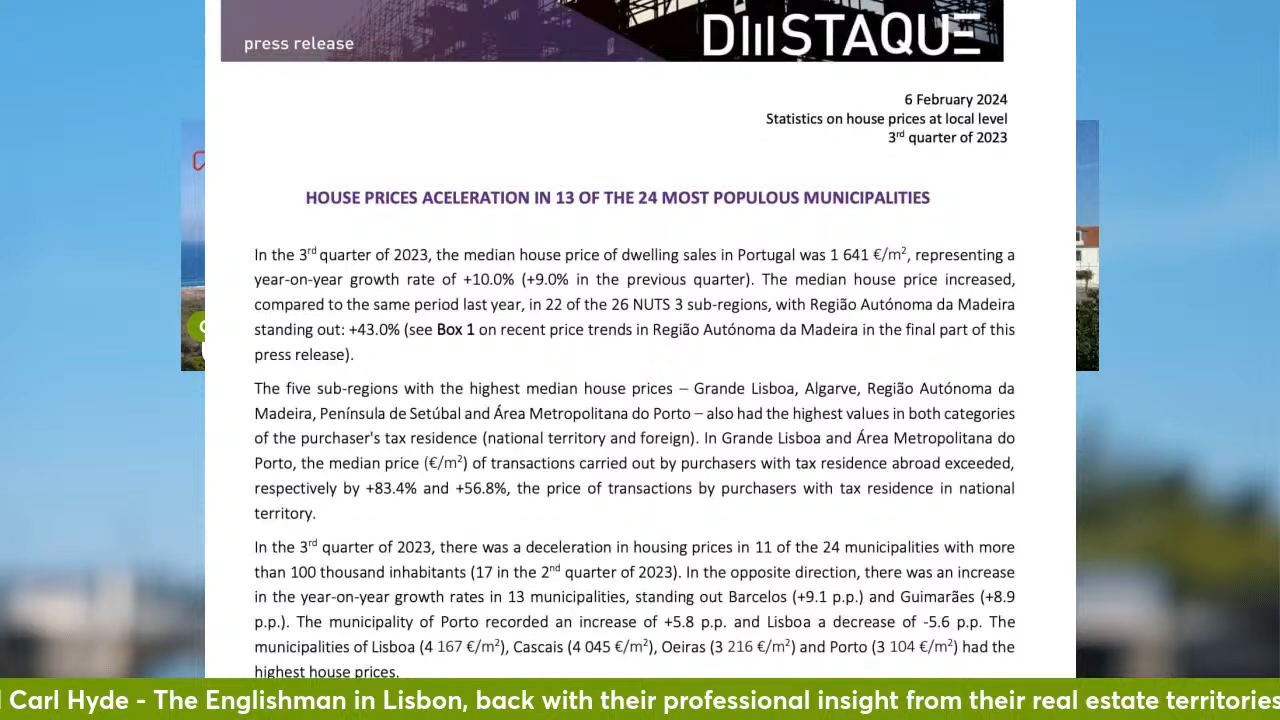 press release
DESTAQUE
6 February 2024
Statistics on house prices at local level
3rd quarter of 2023
HOUSE PRICES ACELERATION IN 13 OF THE 24 MOST POPULOUS MUNICIPALITIES
In the 3rd quarter of 2023, the median house price of dwelling sales in Portugal was 1 641 €/m², representing a
year-on-year growth rate of +10.0% (+9.0% in the previous quarter). The median house price increased,
compared to the same period last year, in 22 of the 26 NUTS 3 sub-regions, with Região Autónoma da Madeira
standing out: +43.0% (see Box 1 on recent price trends in Região Autónoma da Madeira in the final part of this
press release).
The five sub-regions with the highest median house prices – Grande Lisboa, Algarve, Região Autónoma da
Madeira, Península de Setúbal and Área Metropolitana do Porto – also had the highest values in both categories
of the purchaser's tax residence (national territory and foreign). In Grande Lisboa and Área Metropolitana do
Porto, the median price (€/m²) of transactions carried out by purchasers with tax residence abroad exceeded,
respectively by +83.4% and +56.8%, the price of transactions by purchasers with tax residence in national
territory.
In the 3rd quarter of 2023, there was a deceleration in housing prices in 11 of the 24 municipalities with more
than 100 thousand inhabitants (17 in the 2nd quarter of 2023). In the opposite direction, there was an increase
in the year-on-year growth rates in 13 municipalities, standing out Barcelos (+9.1 p.p.) and Guimarães (+8.9
p.p.). The municipality of Porto recorded an increase of +5.8 p.p. and Lisboa a decrease of -5.6 p.p. The
municipalities of Lisboa (4 167 €/m²), Cascais (4 045 €/m²), Oeiras (3 216 €/m²) and Porto (3 104 €/m²) had the
highest house prices.
Carl Hyde - The Englishman in Lisbon, back with their professional insight from their real estate territories